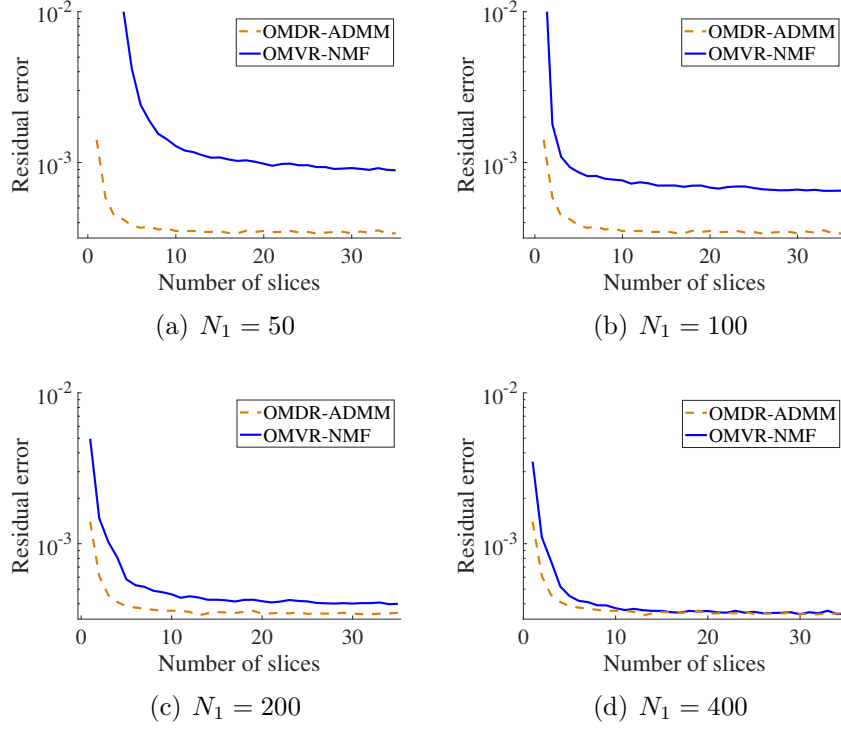 10^-2
10^-3
Residual error
OMDR-ADMM
OMVR-NMF
0
10
20
30
Number of slices
(a) N_1 = 50
10^-2
10^-3
Residual error
OMDR-ADMM
OMVR-NMF
0
10
20
30
Number of slices
(b) N_1 = 100
10^-2
10^-3
Residual error
OMDR-ADMM
OMVR-NMF
0
10
20
30
Number of slices
(c) N_1 = 200
10^-2
10^-3
Residual error
OMDR-ADMM
OMVR-NMF
0
10
20
30
Number of slices
(d) N_1 = 400